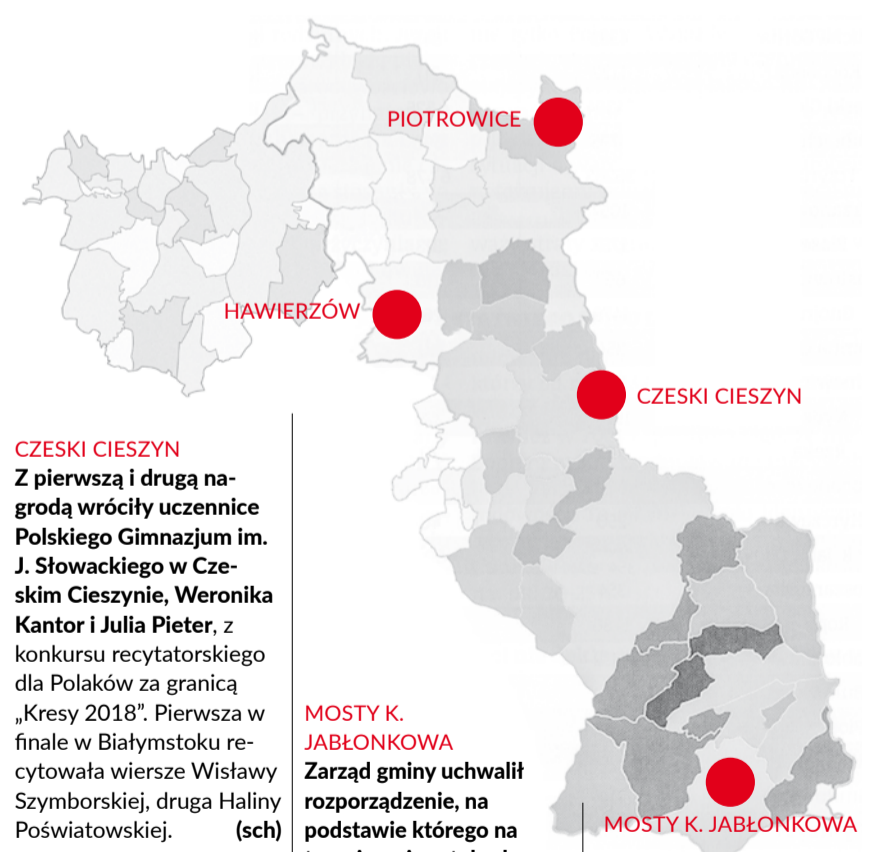 PIOTROWICE
HAWIERZÓW
CZESKI CIESZYN
CZESKI CIESZYN
Z pierwszą i drugą na-
grodą wróciły uczennice
Polskiego Gimnazjum im.
J. Słowackiego w Cze-
skim Cieszynie, Weronika
Kantor i Julia Pieter, z
konkursu recytatorskiego
dla Polaków za granicą
„Kresy 2018”. Pierwsza w
finale w Białymstoku re-
cytowała wiersze Wisławy
Szymborskiej, druga Haliny
Poświatowskiej. (sch)
MOSTY K.
JABŁONKOWA
Zarząd gminy uchwalił
rozporządzenie, na
podstawie którego na
MOSTY K. JABŁONKOWA